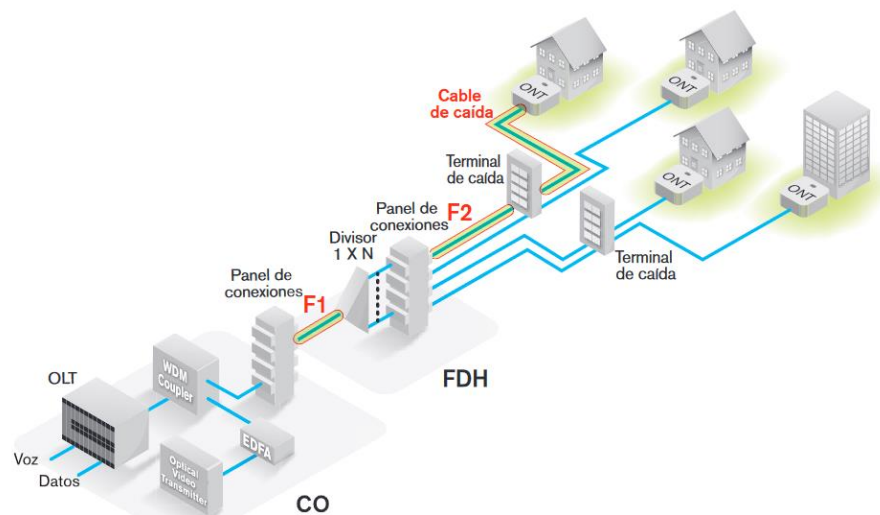 ONT
ONT
Cable
de caída
Terminal
de caída
ONT
ONT
Panel de
conexiones
F2
Divisor
1 X N
Terminal
de caída
Panel de
conexiones
F1
FDH
WDM
Coupler
OLT
EDFA
Voz
Optical
Video
Transmitter
Datos
CO